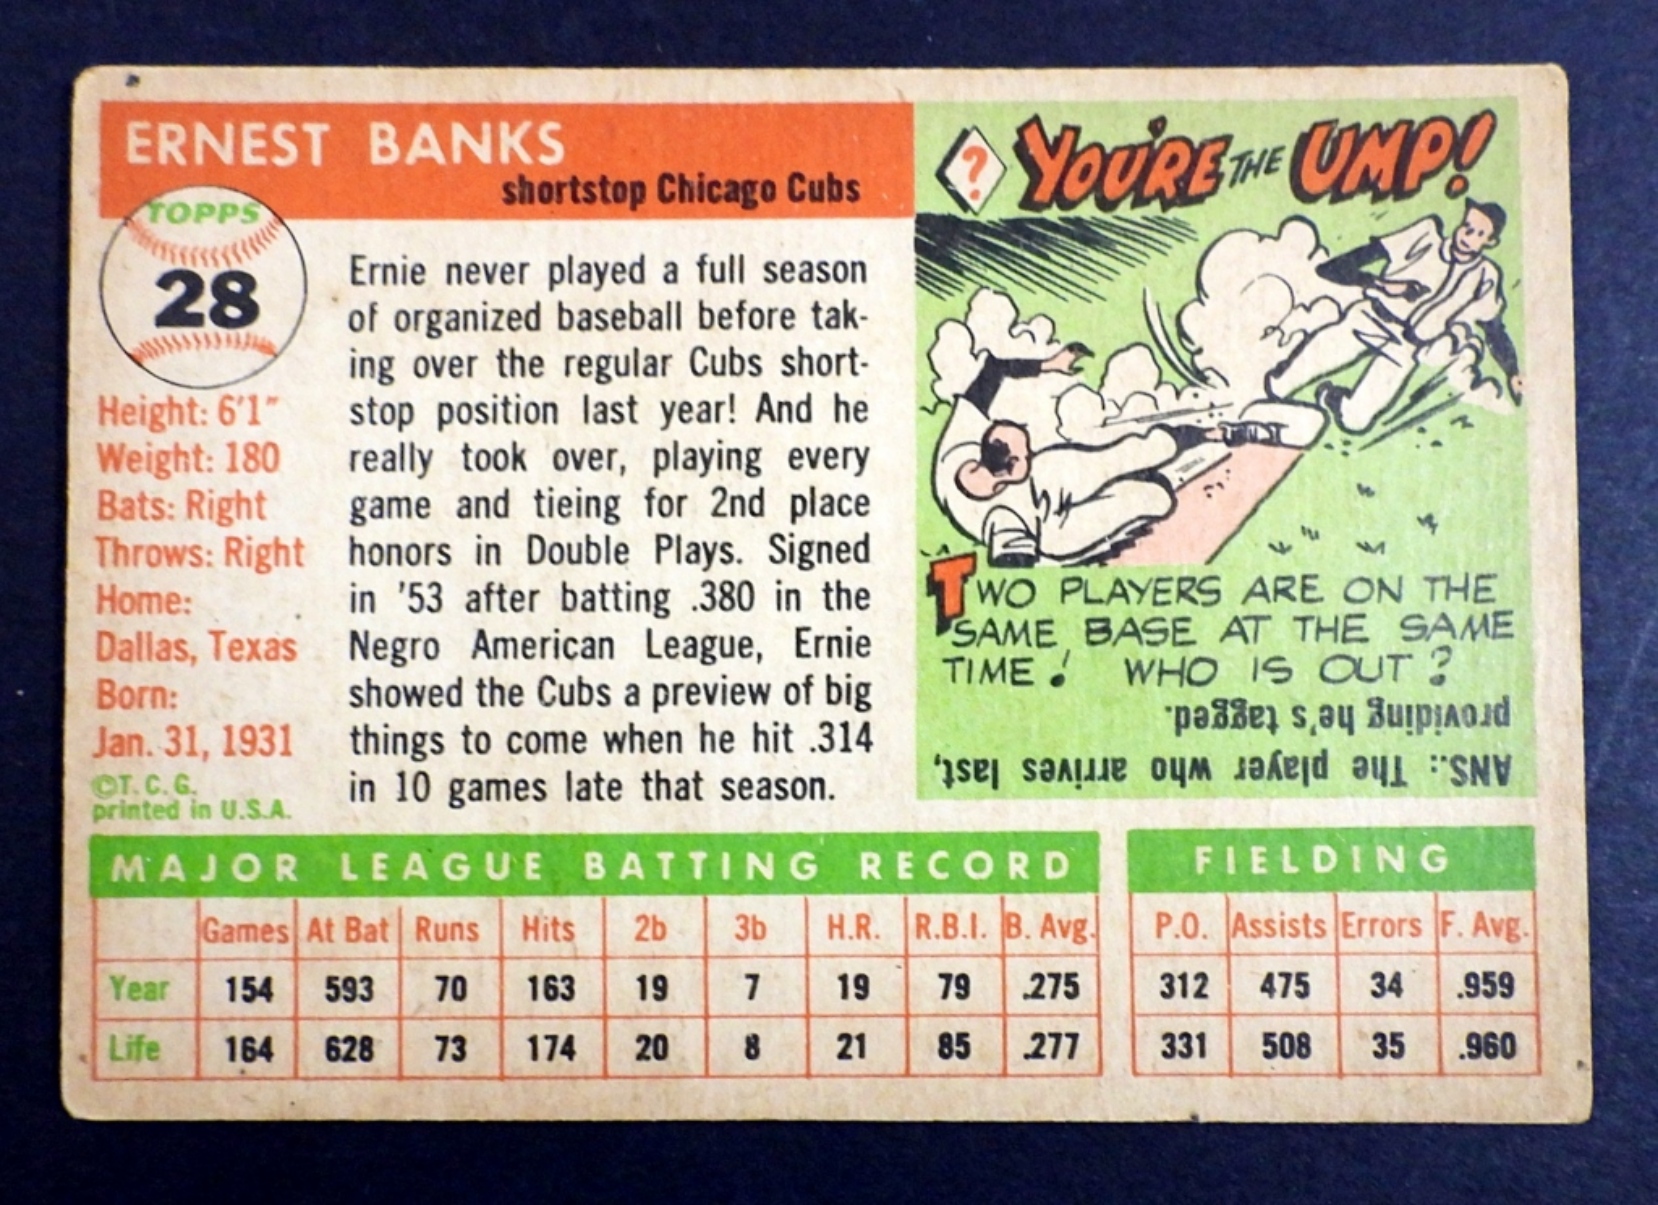 ERNEST BANKS
shortstop Chicago Cubs
TOPPS
28
Height: 6'1"
Weight: 180
Bats: Right
Throws: Right
Home:
Dallas, Texas
Born:
Jan. 31, 1931
©T. C. G.
printed in U.S.A.
Ernie never played a full season
of organized baseball before tak-
ing over the regular Cubs short-
stop position last year! And he
really took over, playing every
game and tieing for 2nd place
honors in Double Plays. Signed
in '53 after batting .380 in the
Negro American League, Ernie
showed the Cubs a preview of big
things to come when he hit .314
in 10 games late that season.
? YOU'RE THE UMP!
TWO PLAYERS ARE ON THE
SAME BASE AT THE SAME
TIME! WHO IS OUT?
ANS.: The player who arrives last,
providing he's tagged.
MAJOR LEAGUE BATTING RECORD
Games At Bat Runs Hits 2b 3b H.R. R.B.I. B. Avg.
Year 154 593 70 163 19 7 19 79 .275
Life 164 628 73 174 20 8 21 85 .277
FIELDING
P.O. Assists Errors F. Avg.
312 475 34 .959
331 508 35 .960